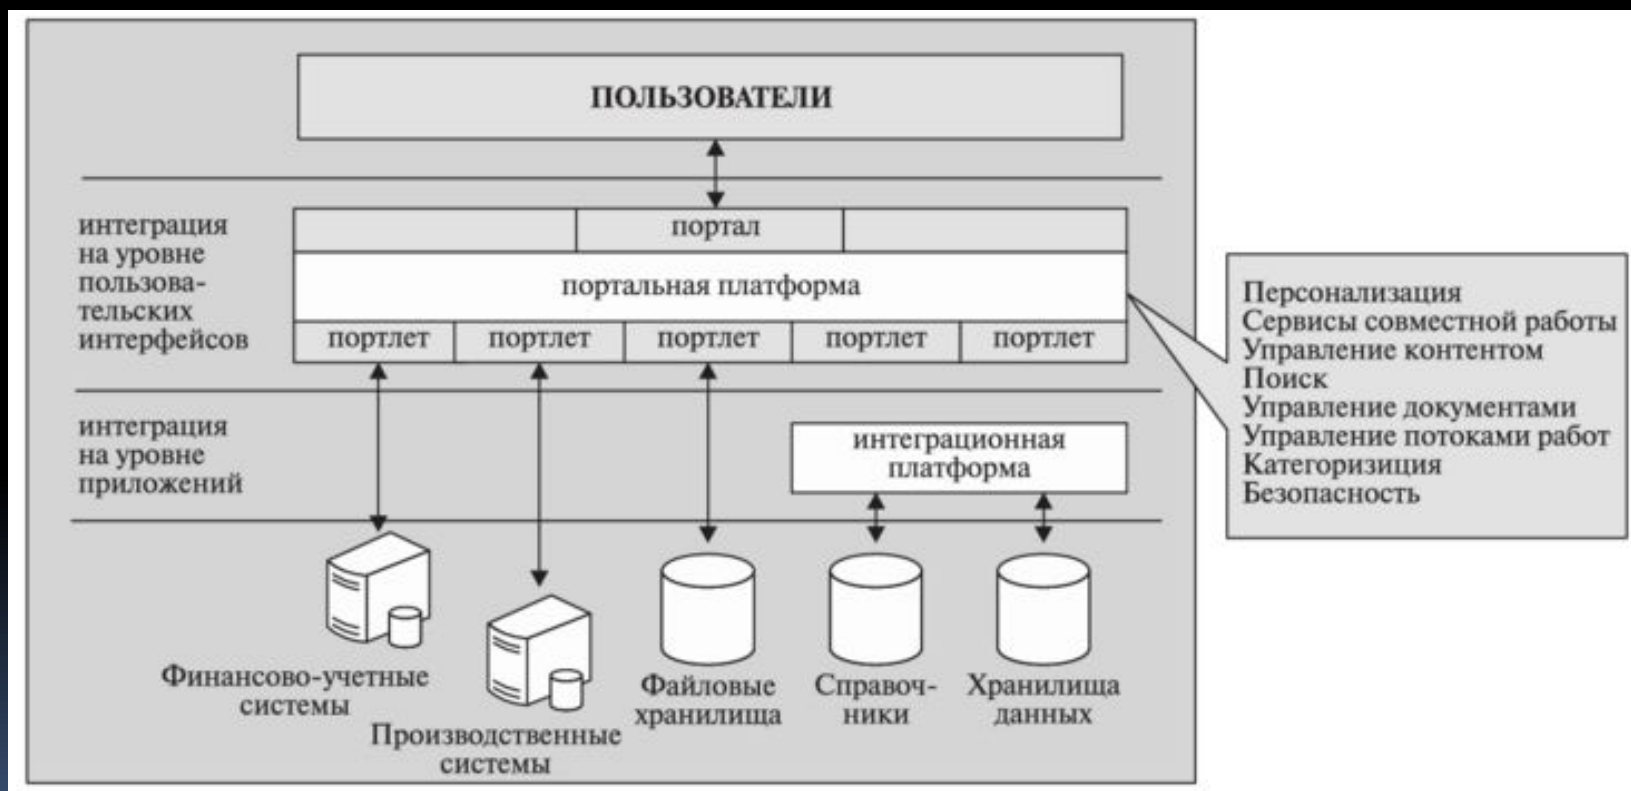 ПОЛЬЗОВАТЕЛИ
интеграция
на уровне
пользова-
тельских
интерфейсов
портал
портальная платформа
портлет
портлет
портлет
портлет
портлет
Персонализация
Сервисы совместной работы
Управление контентом
Поиск
Управление документами
Управление потоками работ
Категоризиция
Безопасность
интеграция
на уровне
приложений
интеграционная
платформа
Финансово-учетные
системы
Производственные
системы
Файловые
хранилища
Справоч-
ники
Хранилища
данных